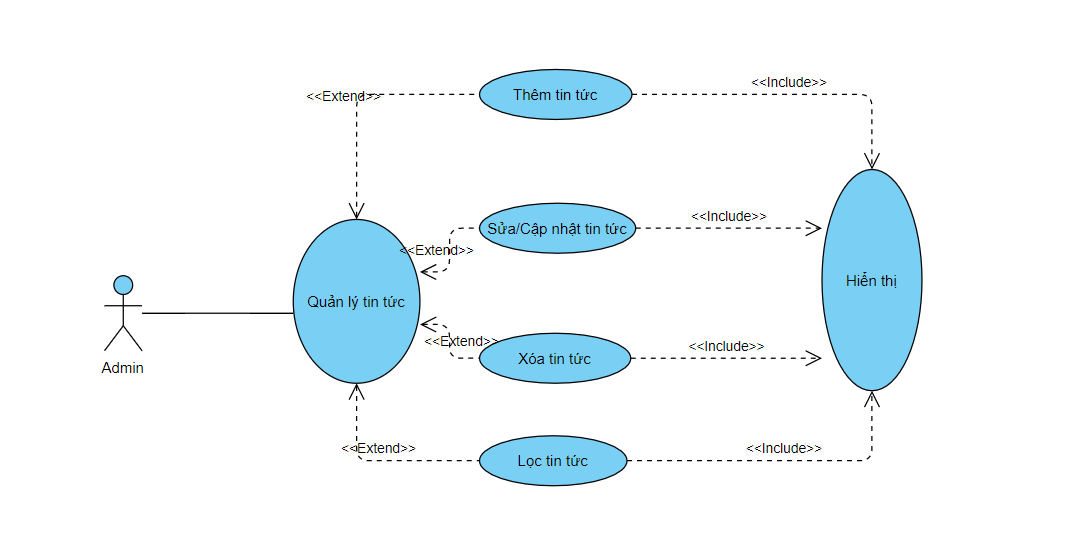 <<Extend>>
Thêm tin tức
<<Include>>
Sửa/Cập nhật tin tức
<<Extend>>
<<Include>>
Quản lý tin tức
Hiển thị
Admin
<<Extend>>
Xóa tin tức
<<Include>>
<<Extend>>
Lọc tin tức
<<Include>>